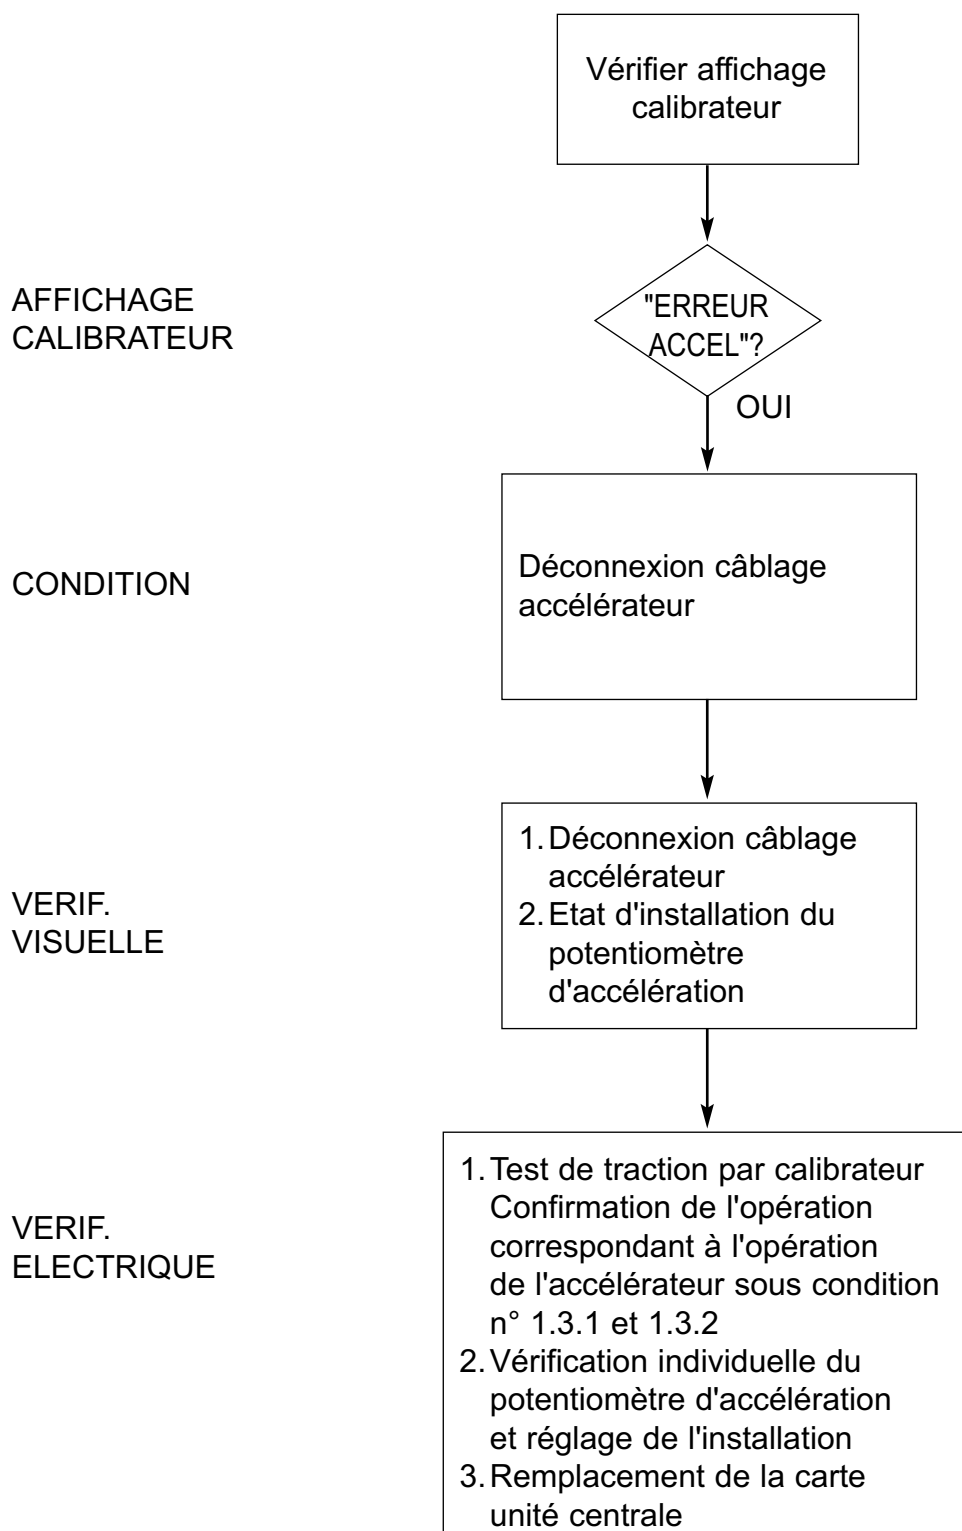 Vérifier affichage
calibrateur
AFFICHAGE
CALIBRATEUR
"ERREUR
ACCEL"?
OUI
CONDITION
Déconnexion câblage
accélérateur
VERIF.
VISUELLE
1. Déconnexion câblage
accélérateur
2. Etat d'installation du
potentiomètre
d'accélération
VERIF.
ELECTRIQUE
1. Test de traction par calibrateur
Confirmation de l'opération
correspondant à l'opération
de l'accélérateur sous condition
n° 1.3.1 et 1.3.2
2. Vérification individuelle du
potentiomètre d'accélération
et réglage de l'installation
3. Remplacement de la carte
unité centrale